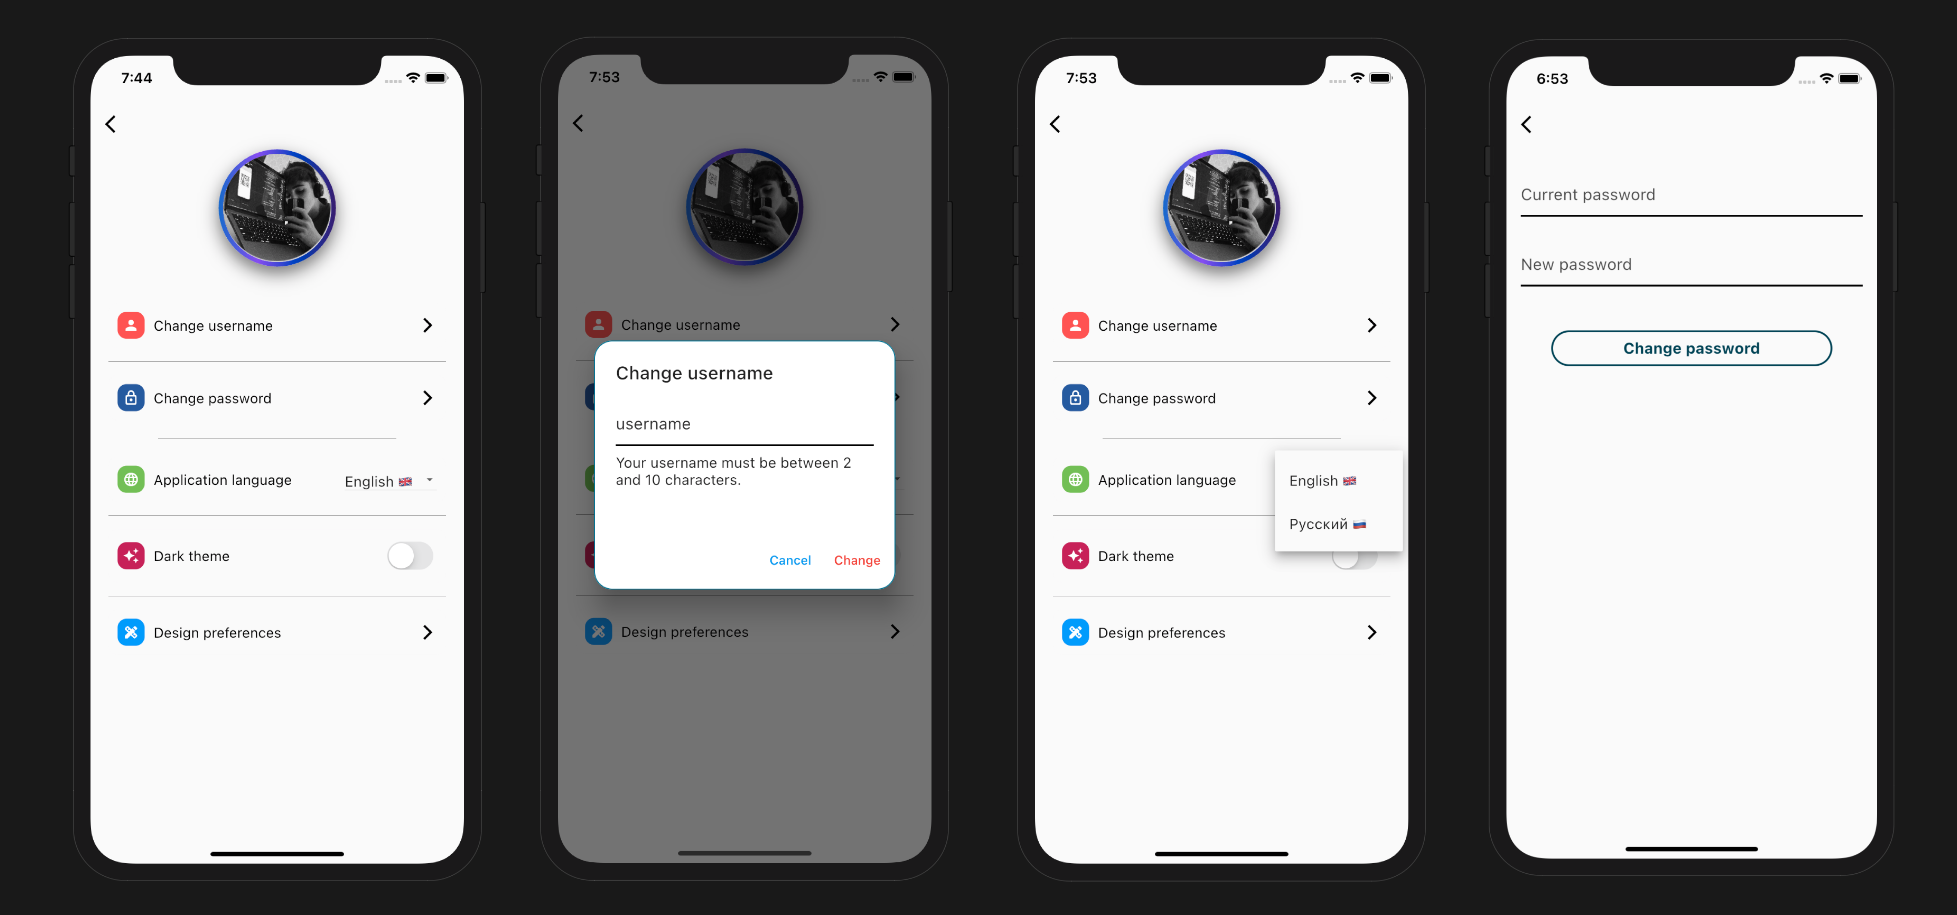 7:44
Change username
Change password
Application language English 🇬🇧
Dark theme
Design preferences
7:53
Change username
Change username
username
Your username must be between 2
and 10 characters.
Cancel Change
Design preferences
7:53
Change username
Change password
Application language
English 🇬🇧
Русский 🇷🇺
Dark theme
Design preferences
6:53
Current password
New password
Change password